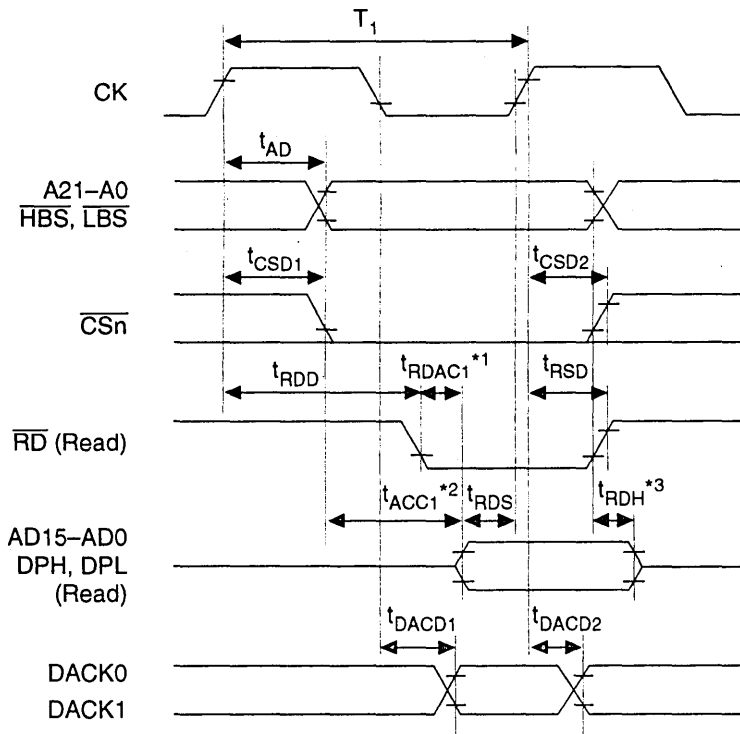 T1
CK
tAD
A21–A0
HBS, LBS
tCSD1
tCSD2
CSn
tRDD
tRDAC1*1
tRSD
RD (Read)
tACC1*2
tRDS
tRDH*3
AD15–AD0
DPH, DPL
(Read)
tDACD1
tDACD2
DACK0
DACK1